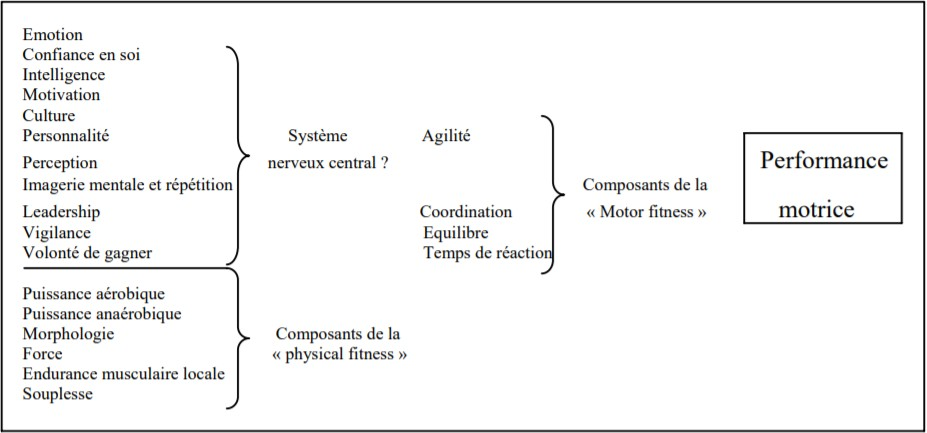 Emotion
Confiance en soi
Intelligence
Motivation
Culture
Personnalité
Perception
Imagerie mentale et répétition
Leadership
Vigilance
Volonté de gagner
Système
nerveux central ?
Agilité
Coordination
Equilibre
Temps de réaction
Composants de la
« Motor fitness »
Performance
motrice
Puissance aérobique
Puissance anaérobique
Morphologie
Force
Endurance musculaire locale
Souplesse
Composants de la
« physical fitness »